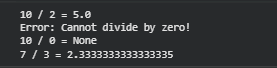 10 / 2 = 5.0
Error: Cannot divide by zero!
10 / 0 = None
7 / 3 = 2.3333333333333335